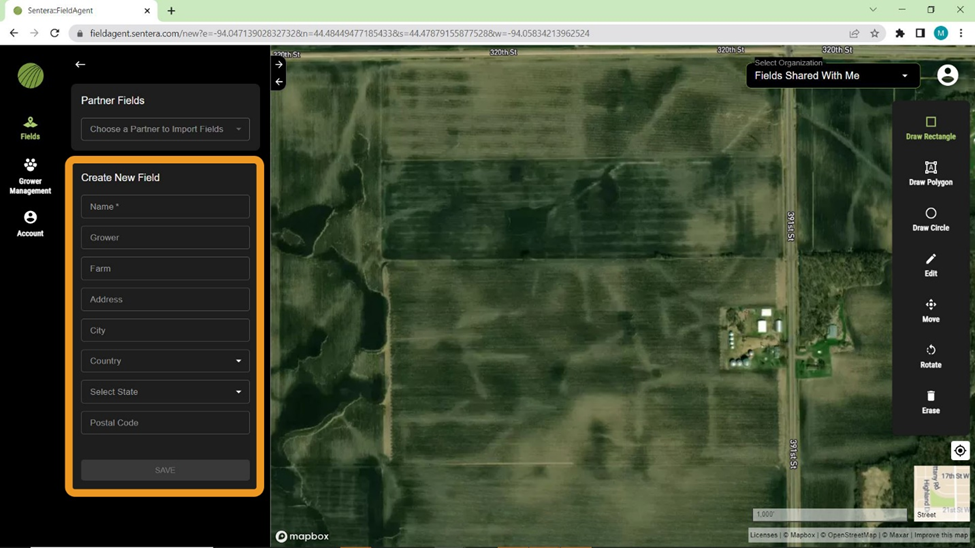 Sentera::FieldAgent
fieldagent.sentera.com/new?e=-94.04713902832732&n=44.48449477185433&s=44.47879155877528&w=-94.05834213962524
M
Fields
Grower
Management
Account
Partner Fields
Choose a Partner to Import Fields
Create New Field
Name *
Grower
Farm
Address
City
Country
Select State
Postal Code
SAVE
320th St
320th St
320th St
320th St
391st St
391st St
Select Organization
Fields Shared With Me
Draw Rectangle
A
Draw Polygon
Draw Circle
Edit
Move
Rotate
Erase
17th St W
Highland
21st St W
Street
1,000'
mapbox
Licenses | © Mapbox | © OpenStreetMap | © Maxar | Improve this map